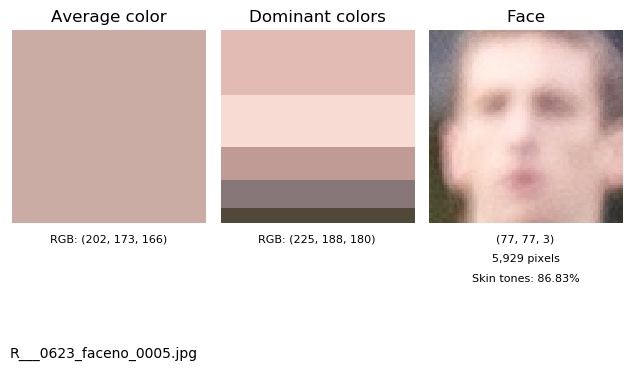 Average color
Dominant colors
Face
RGB: (202, 173, 166)
RGB: (225, 188, 180)
(77, 77, 3)
5,929 pixels
Skin tones: 86.83%
R___0623_faceno_0005.jpg